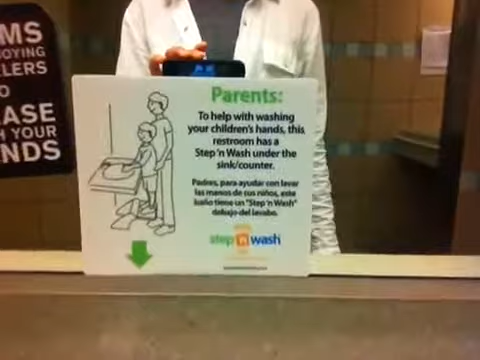 MS
OYING
ELERS
O
EASE
H YOUR
NDS
Parents:
To help with washing
your children's hands, this
restroom has a
Step 'n Wash under the
sink/counter.
Padres, para ayudar con lavar
las manos de sus niños, este
baño tiene un "Step 'n Wash"
debajo del lavabo.
step 'n wash